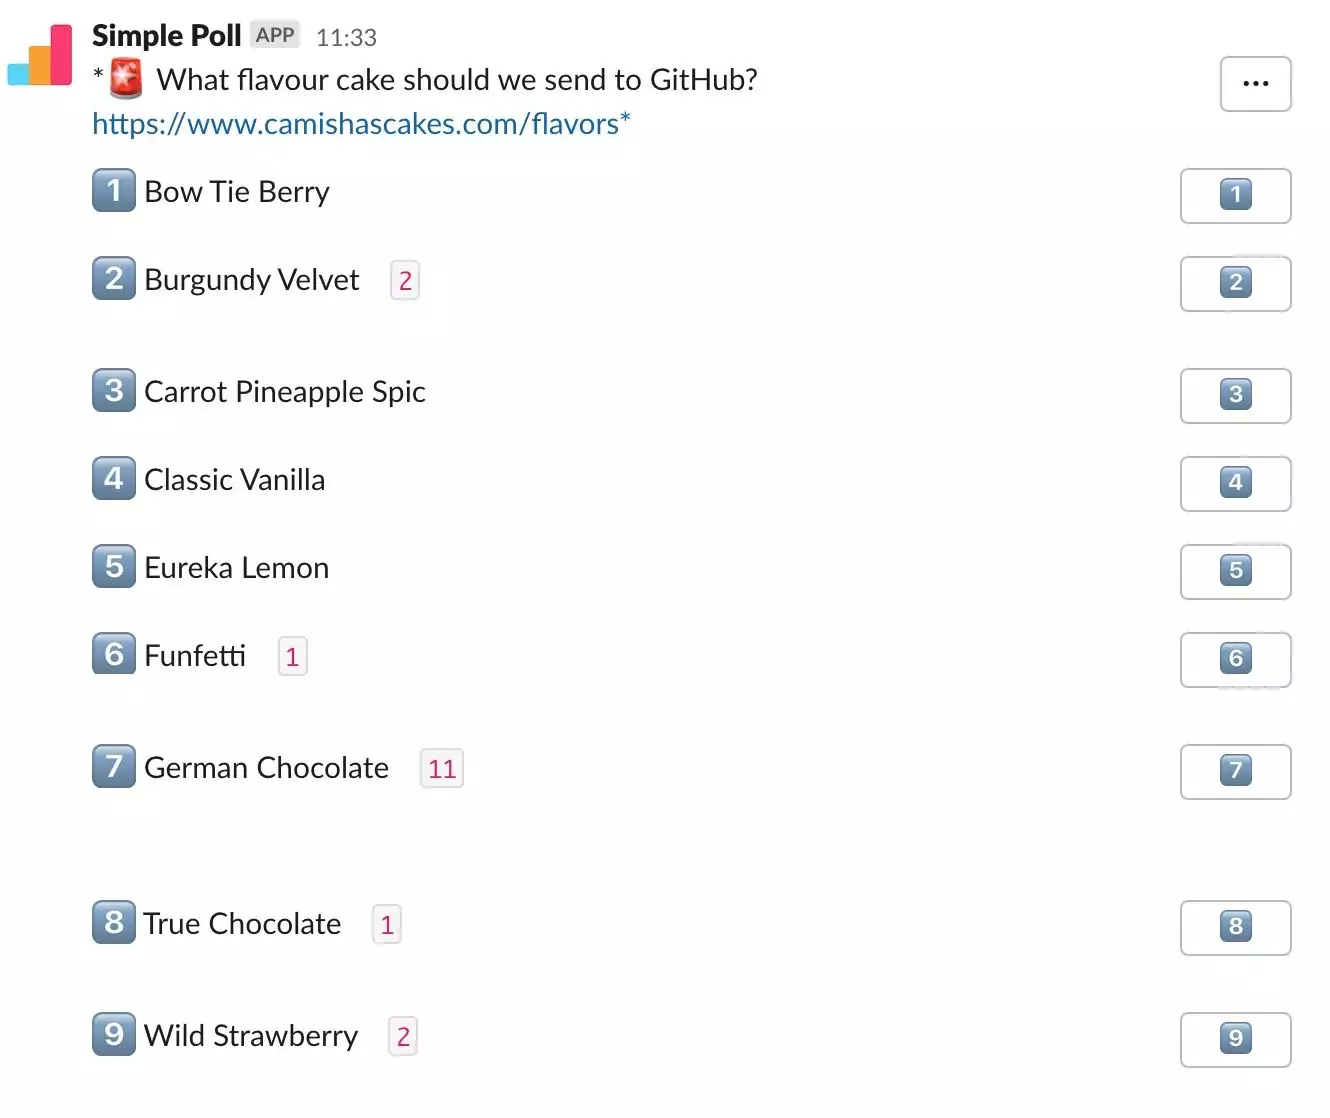 Simple Poll APP 11:33
*🚨 What flavour cake should we send to GitHub?
https://www.camishascakes.com/flavors*
...
1 Bow Tie Berry 1
2 Burgundy Velvet 2 2
3 Carrot Pineapple Spic 3
4 Classic Vanilla 4
5 Eureka Lemon 5
6 Funfetti 1 6
7 German Chocolate 11 7
8 True Chocolate 1 8
9 Wild Strawberry 2 9